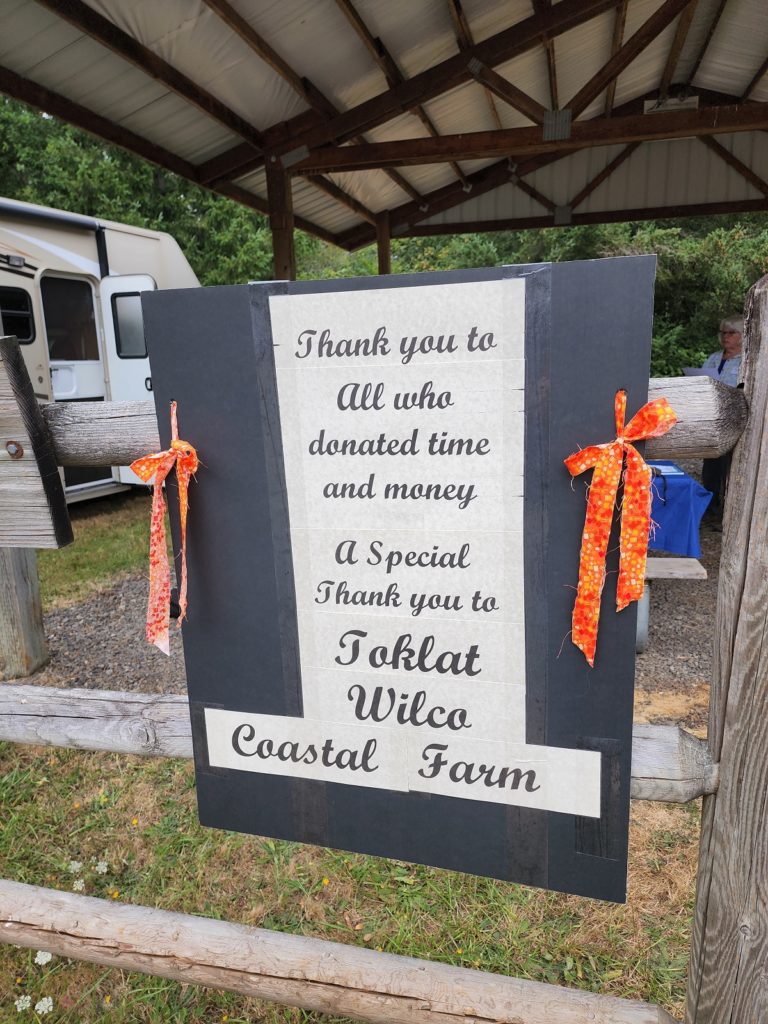 Thank you to
All who
donated time
and money
A Special
Thank you to
Toklat
Wilco
Coastal Farm